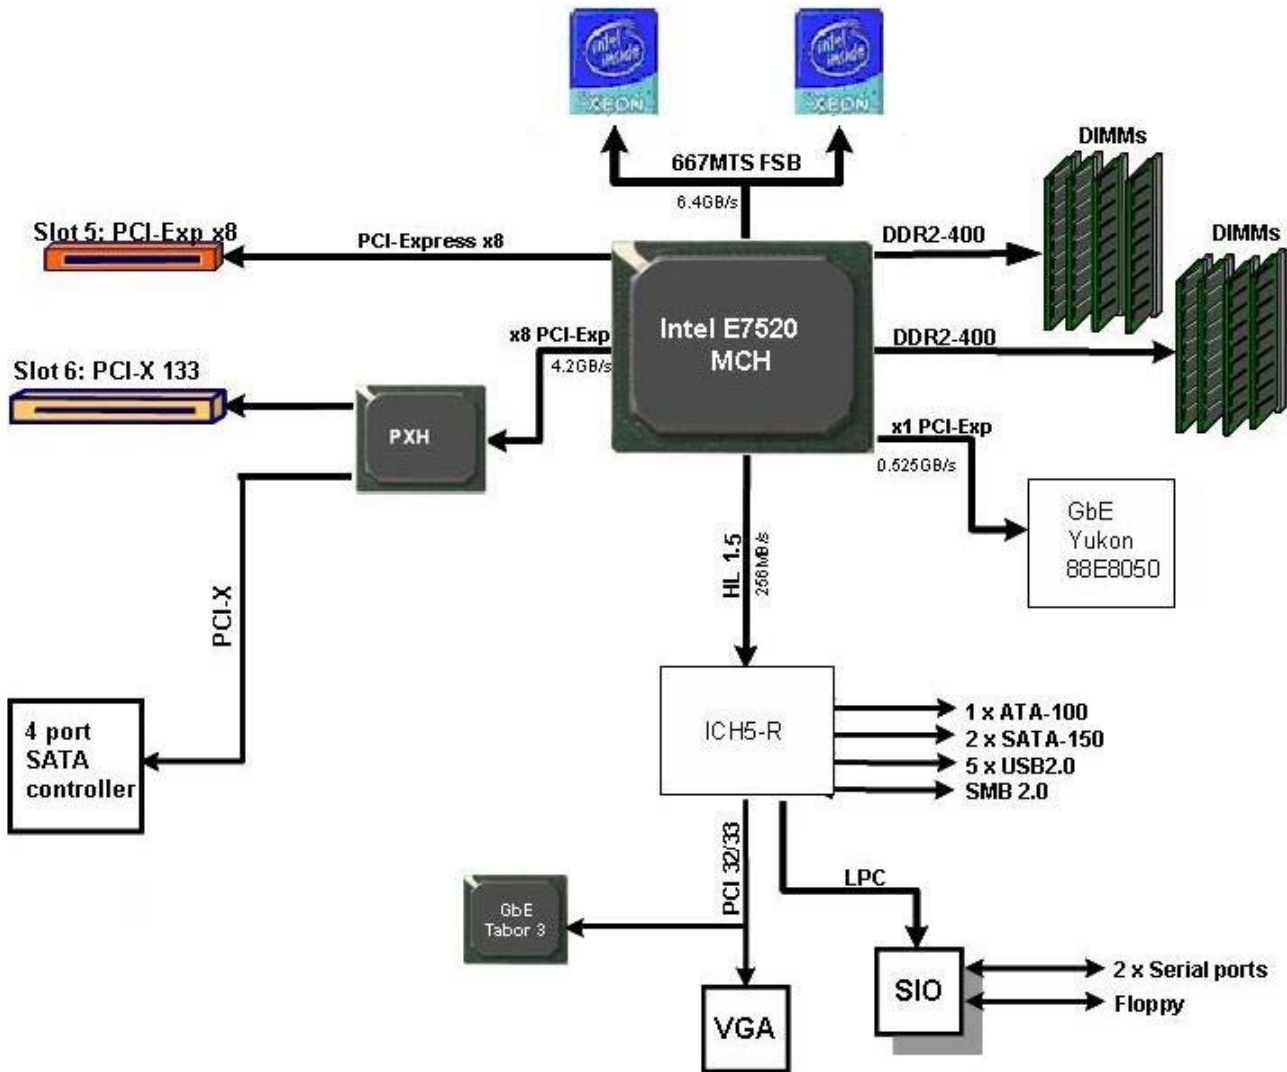 intel
inside
XEON
intel
inside
XEON
667MTS FSB
6.4GB/s
DIMMs
DIMMs
Slot 5: PCI-Exp x8
PCI-Express x8
DDR2-400
Intel E7520
MCH
x8 PCI-Exp
4.2GB/s
DDR2-400
Slot 6: PCI-X 133
PXH
x1 PCI-Exp
0.525GB/s
GbE
Yukon
88E8050
HL 1.5
256MB/s
PCI-X
4 port
SATA
controller
ICH5-R
1 x ATA-100
2 x SATA-150
5 x USB2.0
SMB 2.0
PCI 32/33
LPC
GbE
Tabor 3
VGA
SIO
2 x Serial ports
Floppy